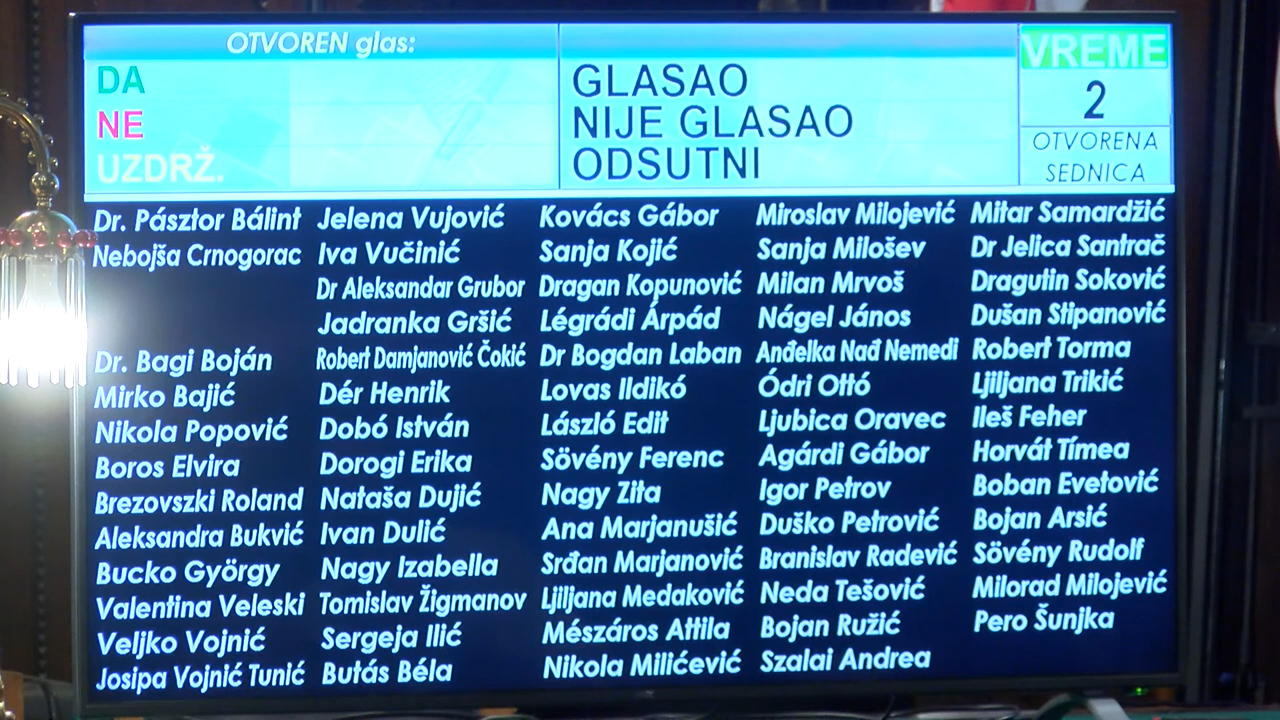 OTVOREN glas:
DA
NE
UZDRŽ.
GLASAO
NIJE GLASAO
ODSUTNI
VREME
2
OTVORENA
SEDNICA
Dr. Pásztor Bálint
Nebojša Crnogorac
Dr. Bagi Boján
Mirko Bajić
Nikola Popović
Boros Elvira
Brezovszki Roland
Aleksandra Bukvić
Bucko György
Valentina Veleski
Veljko Vojnić
Josipa Vojnić Tunić
Jelena Vujović
Iva Vučinić
Dr Aleksandar Grubor
Jadranka Gršić
Robert Damjanović Čokić
Dér Henrik
Dobó István
Dorogi Erika
Nataša Dujić
Ivan Dulić
Nagy Izabella
Tomislav Žigmanov
Sergeja Ilić
Butás Béla
Kovács Gábor
Sanja Kojić
Dragan Kopunović
Légrádi Árpád
Dr Bogdan Laban
Lovas Ildikó
László Edit
Sövény Ferenc
Nagy Zita
Ana Marjanušić
Srđan Marjanović
Ljiljana Medaković
Mészáros Attila
Nikola Milićević
Miroslav Milojević
Sanja Milošev
Milan Mrvoš
Nágel János
Anđelka Nađ Nemedi
Ódri Ottó
Ljubica Oravec
Agárdi Gábor
Igor Petrov
Duško Petrović
Branislav Radević
Neda Tešović
Bojan Ružić
Szalai Andrea
Mitar Samardžić
Dr Jelica Santrač
Dragutin Soković
Dušan Stipanović
Robert Torma
Ljiljana Trikić
Ileš Feher
Horvát Tímea
Boban Evetović
Bojan Arsić
Sövény Rudolf
Milorad Milojević
Pero Šunjka